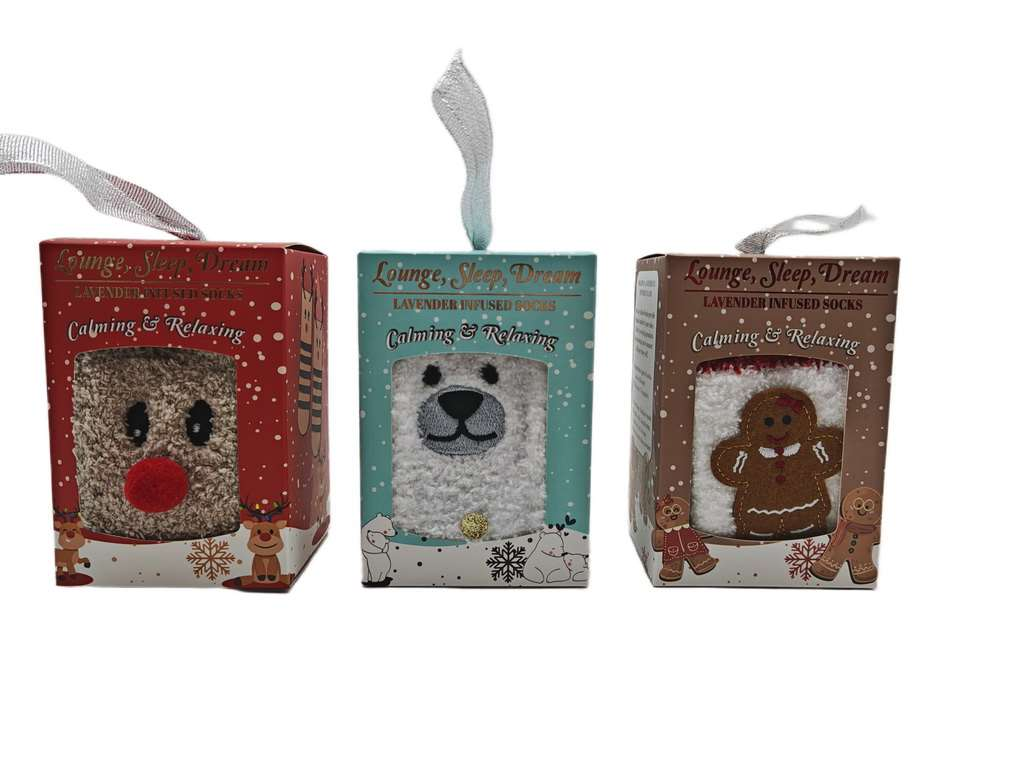 Lounge, Sleep, Dream
LAVENDER INFUSED SOCKS
Calming & Relaxing
Lounge, Sleep, Dream
LAVENDER INFUSED SOCKS
Calming & Relaxing
Lounge, Sleep, Dream
LAVENDER INFUSED SOCKS
Calming & Relaxing